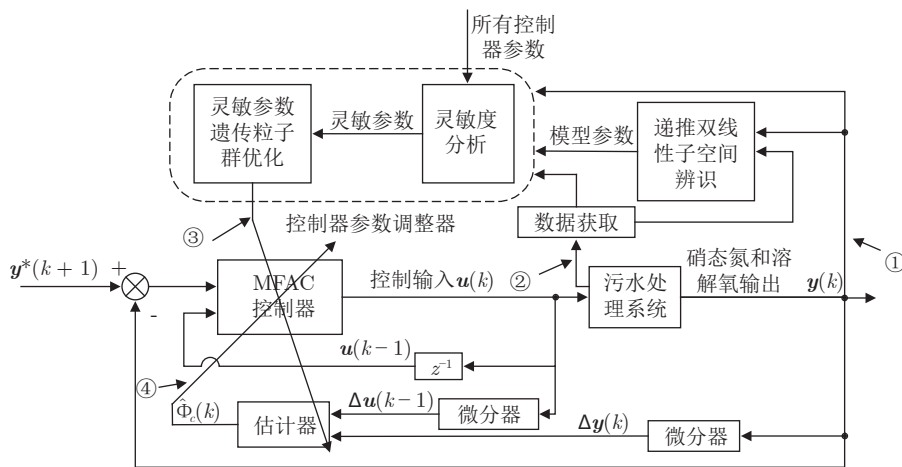 所有控制
器参数
灵敏参数
遗传粒子
群优化
灵敏参数
灵敏度
分析
模型参数
递推双线
性子空间
辨识
数据获取
③
控制器参数调整器
②
①
y*(k+1)
+
-
MFAC
控制器
控制输入u(k)
污水处
理系统
硝态氮和溶
解氧输出
y(k)
u(k−1)
z⁻¹
④
Φ̂c(k)
估计器
Δu(k−1)
微分器
Δy(k)
微分器